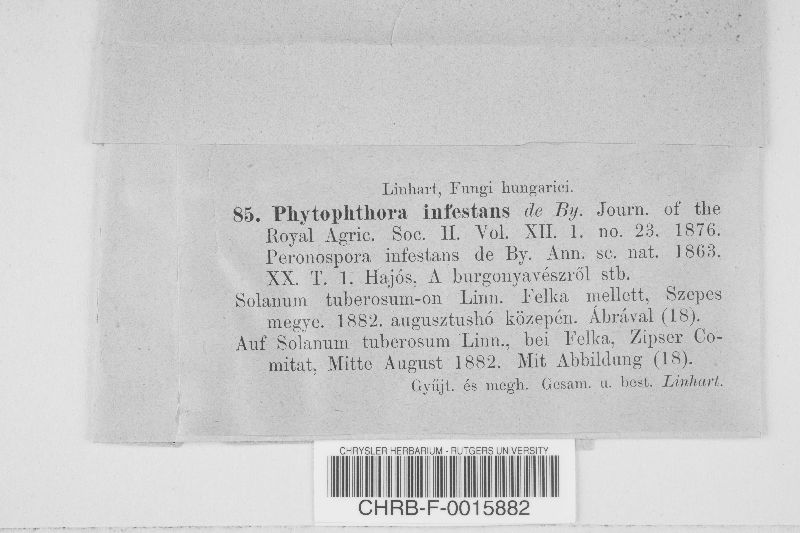 Linhart, Fungi hungarici.
85. Phytophthora infestans de By. Journ. of the
Royal Agric. Soc. II. Vol. XII. 1. no. 23. 1876.
Peronospora infestans de By. Ann. sc. nat. 1863.
XX. T. 1. Hajós, A burgonyavészről stb.
Solanum tuberosum-on Linn. Felka mellett, Szepes
megye. 1882. augusztushó közepén. Ábrával (18).
Auf Solanum tuberosum Linn., bei Felka, Zipser Co-
mitat, Mitte August 1882. Mit Abbildung (18).
Gyűjt. és megh. Gesam. u. best. Linhart.
CHRYSLER HERBARIUM - RUTGERS UN VERSITY
CHRB-F-0015882